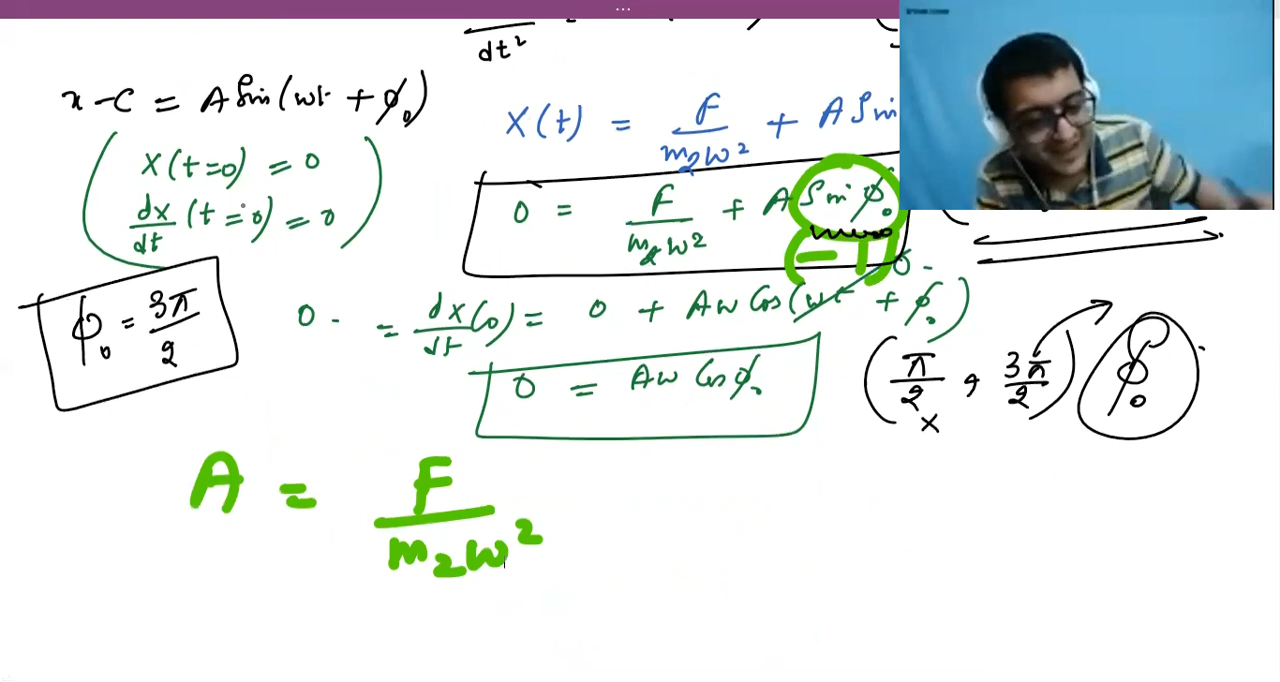 dt²
x - C = A Sin(ωt + φ₀)
x(t=0) = 0
dx/dt (t=0) = 0
φ₀ = 3π/2
X(t) = F/m₂ω² + A Sin
0 = F/m₂ω² + A Sin φ₀
-1
0
0 = dx/dt(0) = 0 + Aω Cos(ωt + φ₀)
0 = Aω Cos φ₀
(π/2, 3π/2) φ₀
x
A = F/m₂ω²